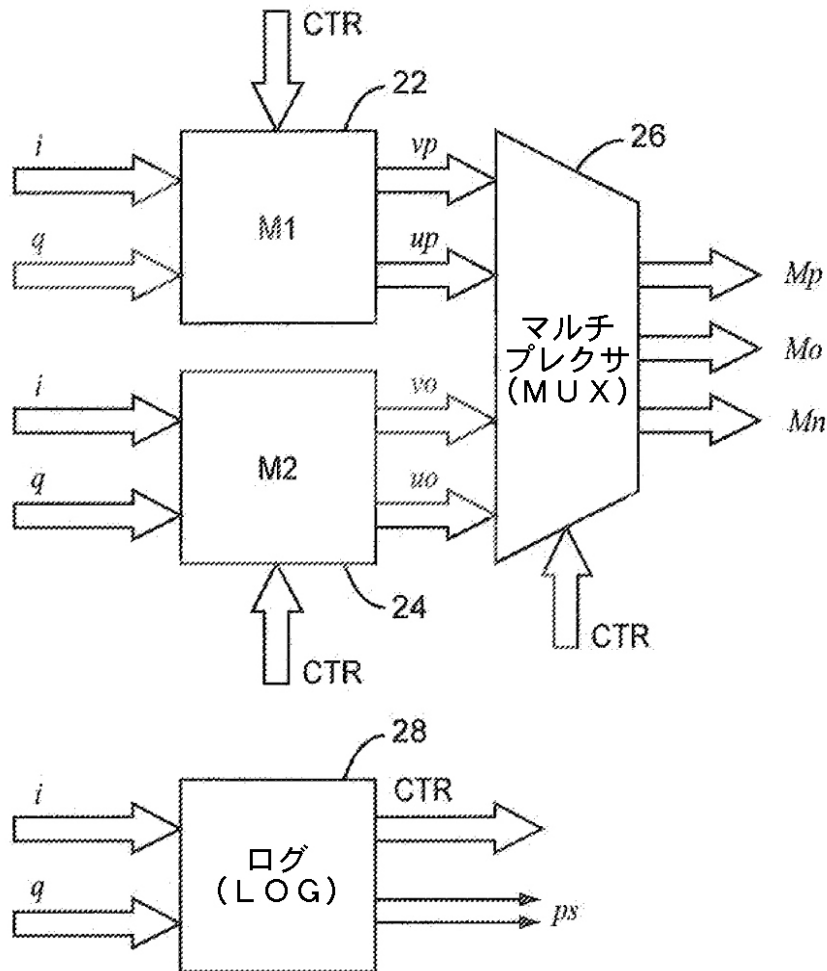 CTR
22
i
vp
26
M1
q
up
Mp
マルチ
プレクサ
(MUX)
Mo
i
vo
Mn
M2
q
uo
24
CTR
CTR
28
i
CTR
ログ
(LOG)
q
ps